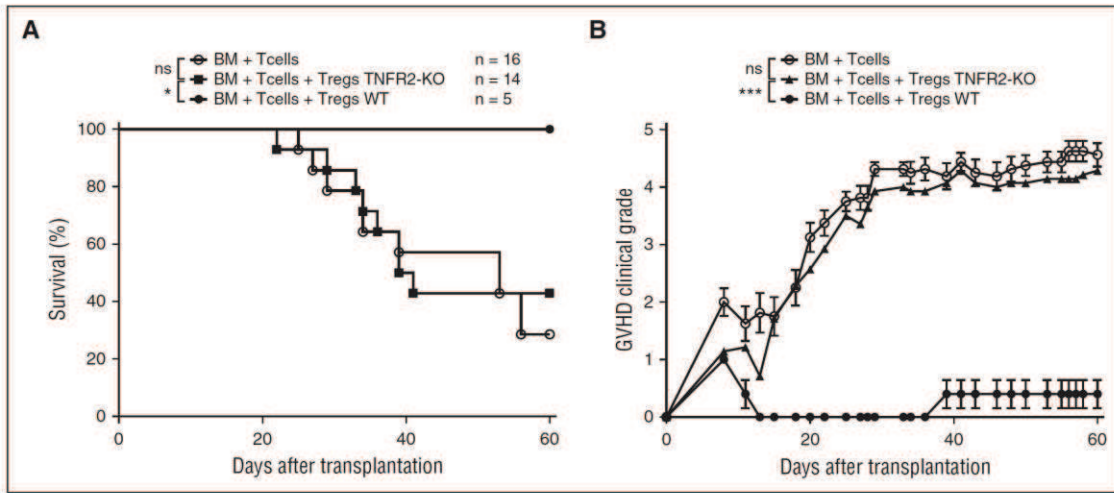 A
ns
*
BM + Tcells n = 16
BM + Tcells + Tregs TNFR2-KO n = 14
BM + Tcells + Tregs WT n = 5
Survival (%)
100
80
60
40
20
0
0 20 40 60
Days after transplantation
B
ns
***
BM + Tcells
BM + Tcells + Tregs TNFR2-KO
BM + Tcells + Tregs WT
GVHD clinical grade
5
4
3
2
1
0
0 20 40 60
Days after transplantation